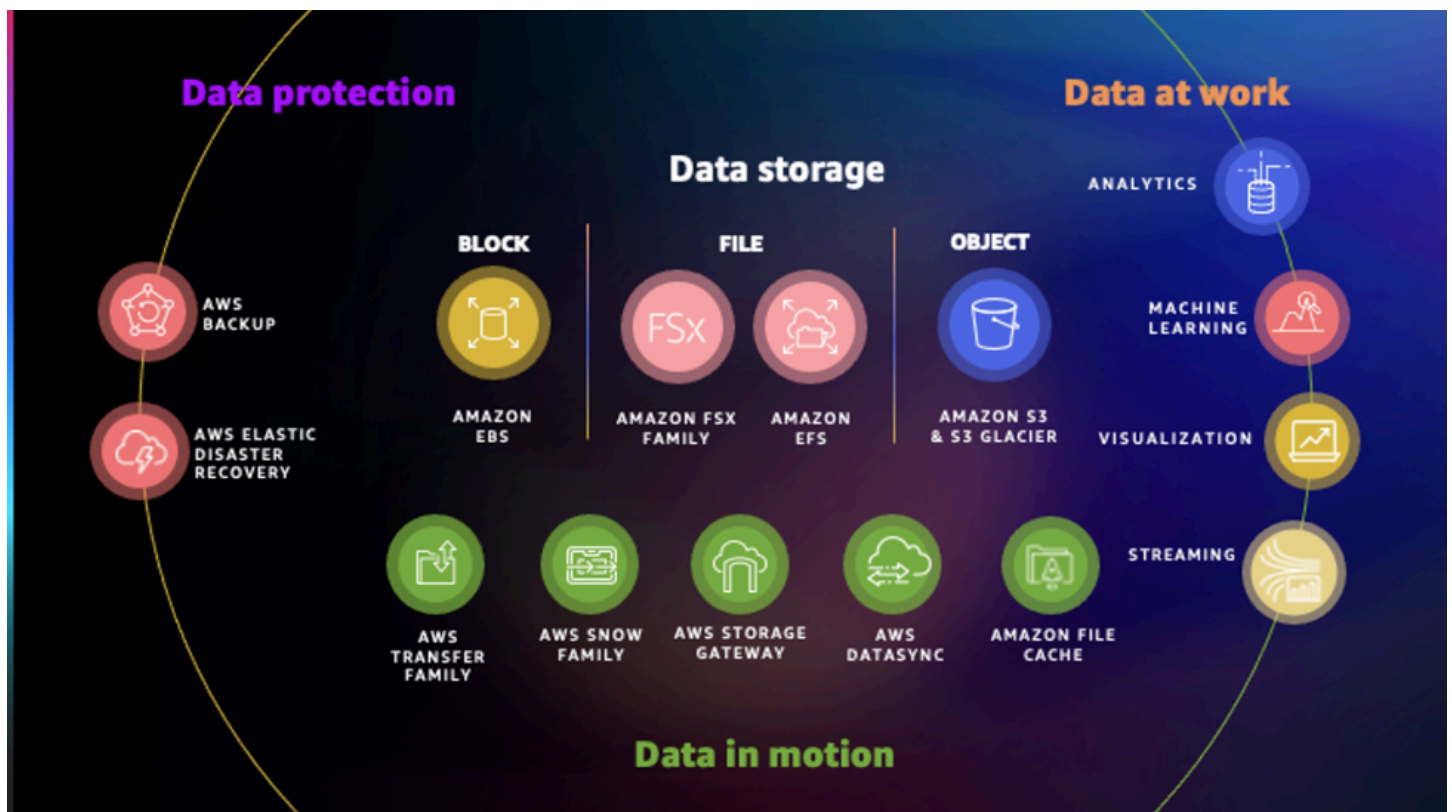 Data protection
Data at work
Data storage
ANALYTICS
BLOCK
FILE
OBJECT
AWS
BACKUP
FSx
MACHINE
LEARNING
AMAZON
EBS
AMAZON FSX
FAMILY
AMAZON
EFS
AMAZON S3
& S3 GLACIER
AWS ELASTIC
DISASTER
RECOVERY
VISUALIZATION
STREAMING
AWS
TRANSFER
FAMILY
AWS SNOW
FAMILY
AWS STORAGE
GATEWAY
AWS
DATASYNC
AMAZON FILE
CACHE
Data in motion